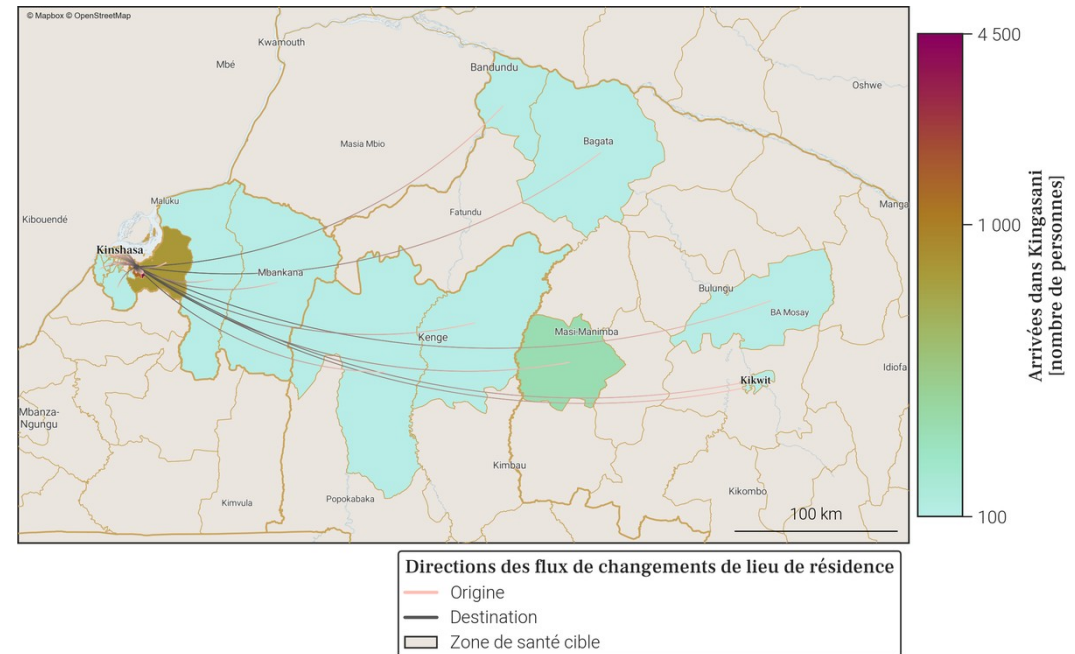 © Mapbox © OpenStreetMap
Kwamouth
Mbé
Bandundu
Oshwe
Masia Mbio
Bagata
Maluku
Fatundu
Manga
Kibouendé
Kinshasa
Mbankana
Bulungu
BA Mosay
Kenge
Masi-Manimba
Idiofa
Kikwit
Mbanza-
Ngungu
Kimbau
Kikombo
Kimvula
Popokabaka
100 km
4 500
1 000
100
Arrivées dans Kingasani
[nombre de personnes]
Directions des flux de changements de lieu de résidence
Origine
Destination
Zone de santé cible